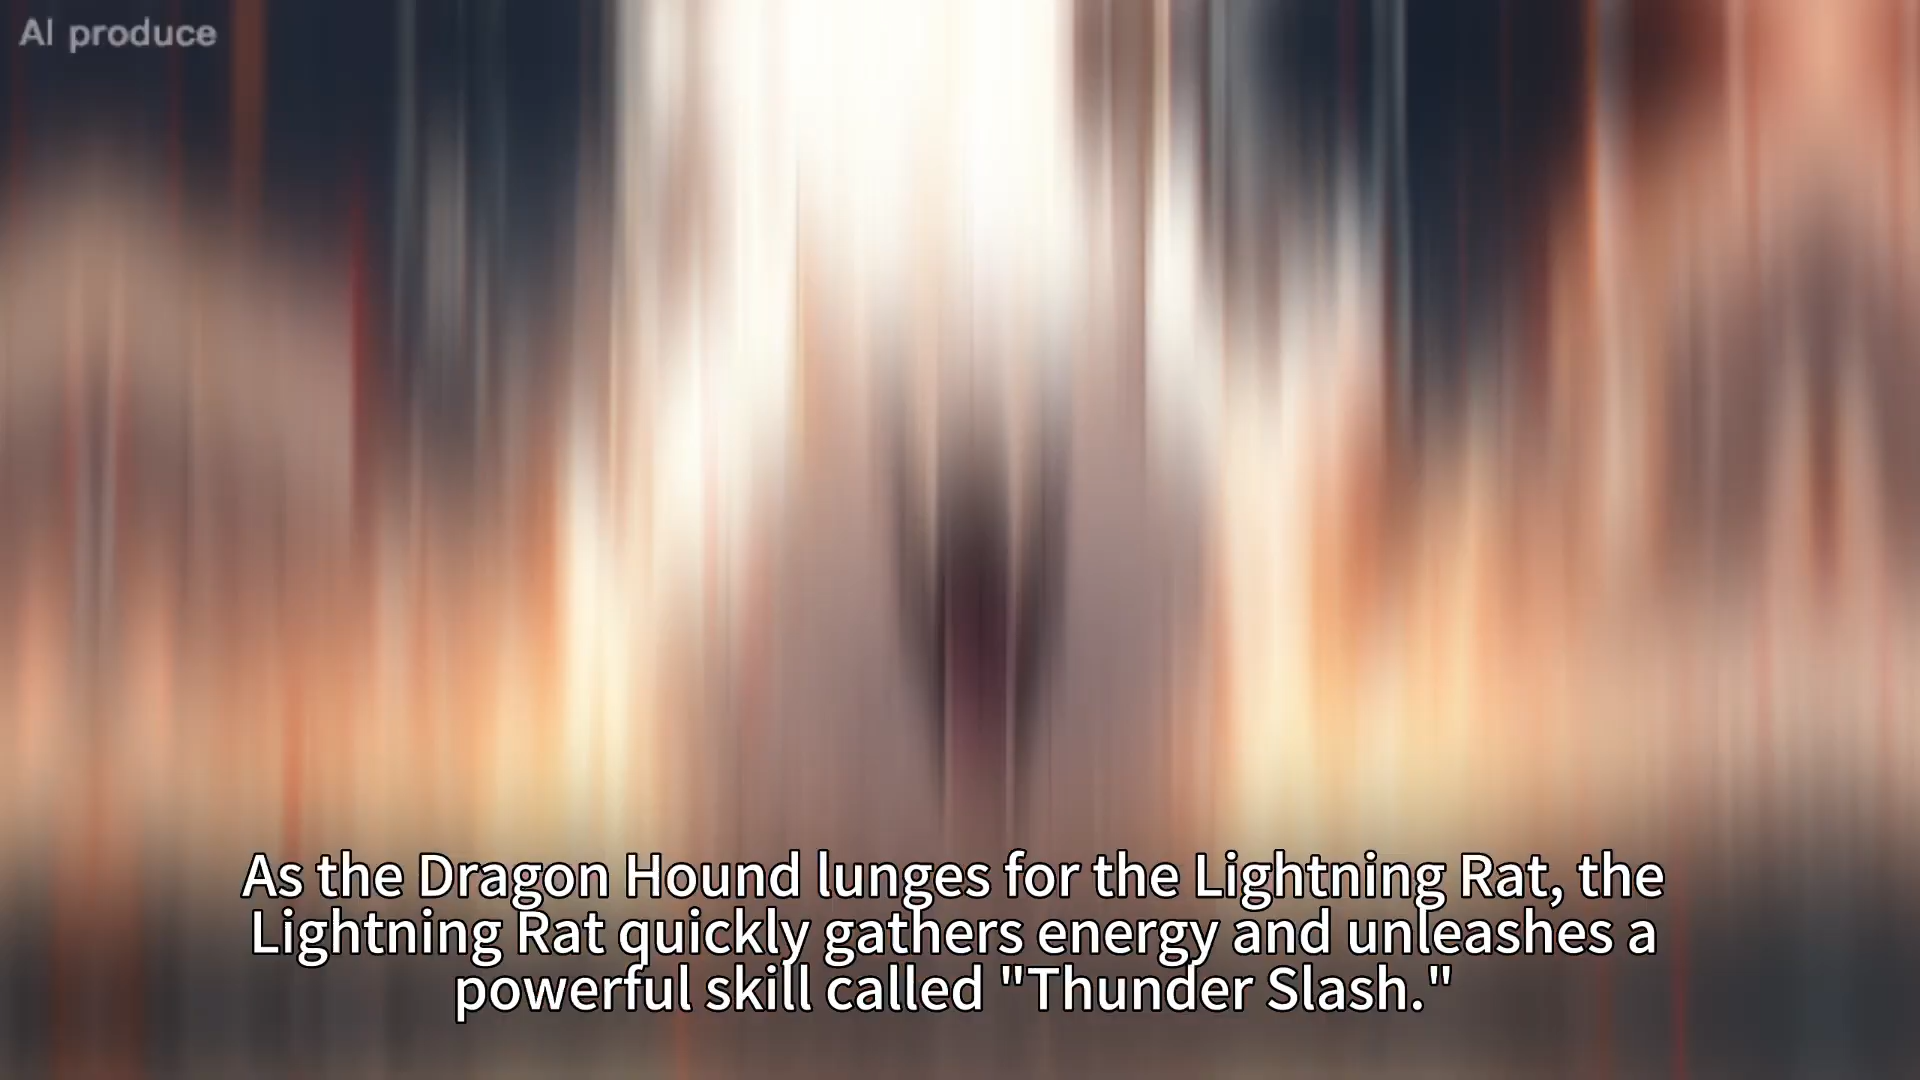 AI produce
As the Dragon Hound lunges for the Lightning Rat, the
Lightning Rat quickly gathers energy and unleashes a
powerful skill called "Thunder Slash."